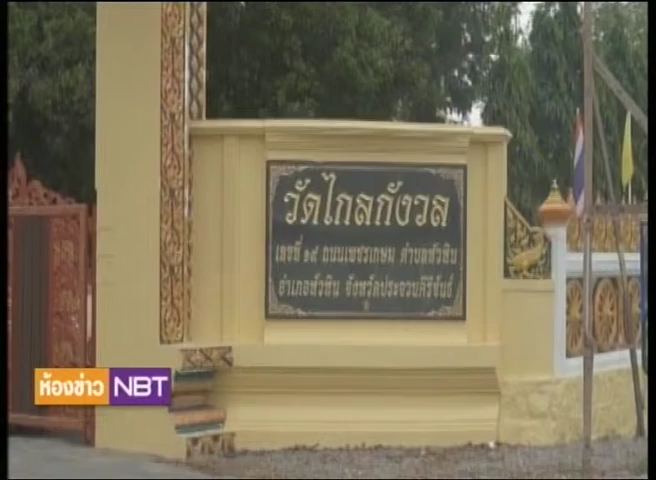 วัดไกลกังวล
เลขที่ ๑๙ ถนนเพชรเกษม ตำบลหัวหิน
อำเภอหัวหิน จังหวัดประจวบคีรีขันธ์
ห้องข่าว NBT